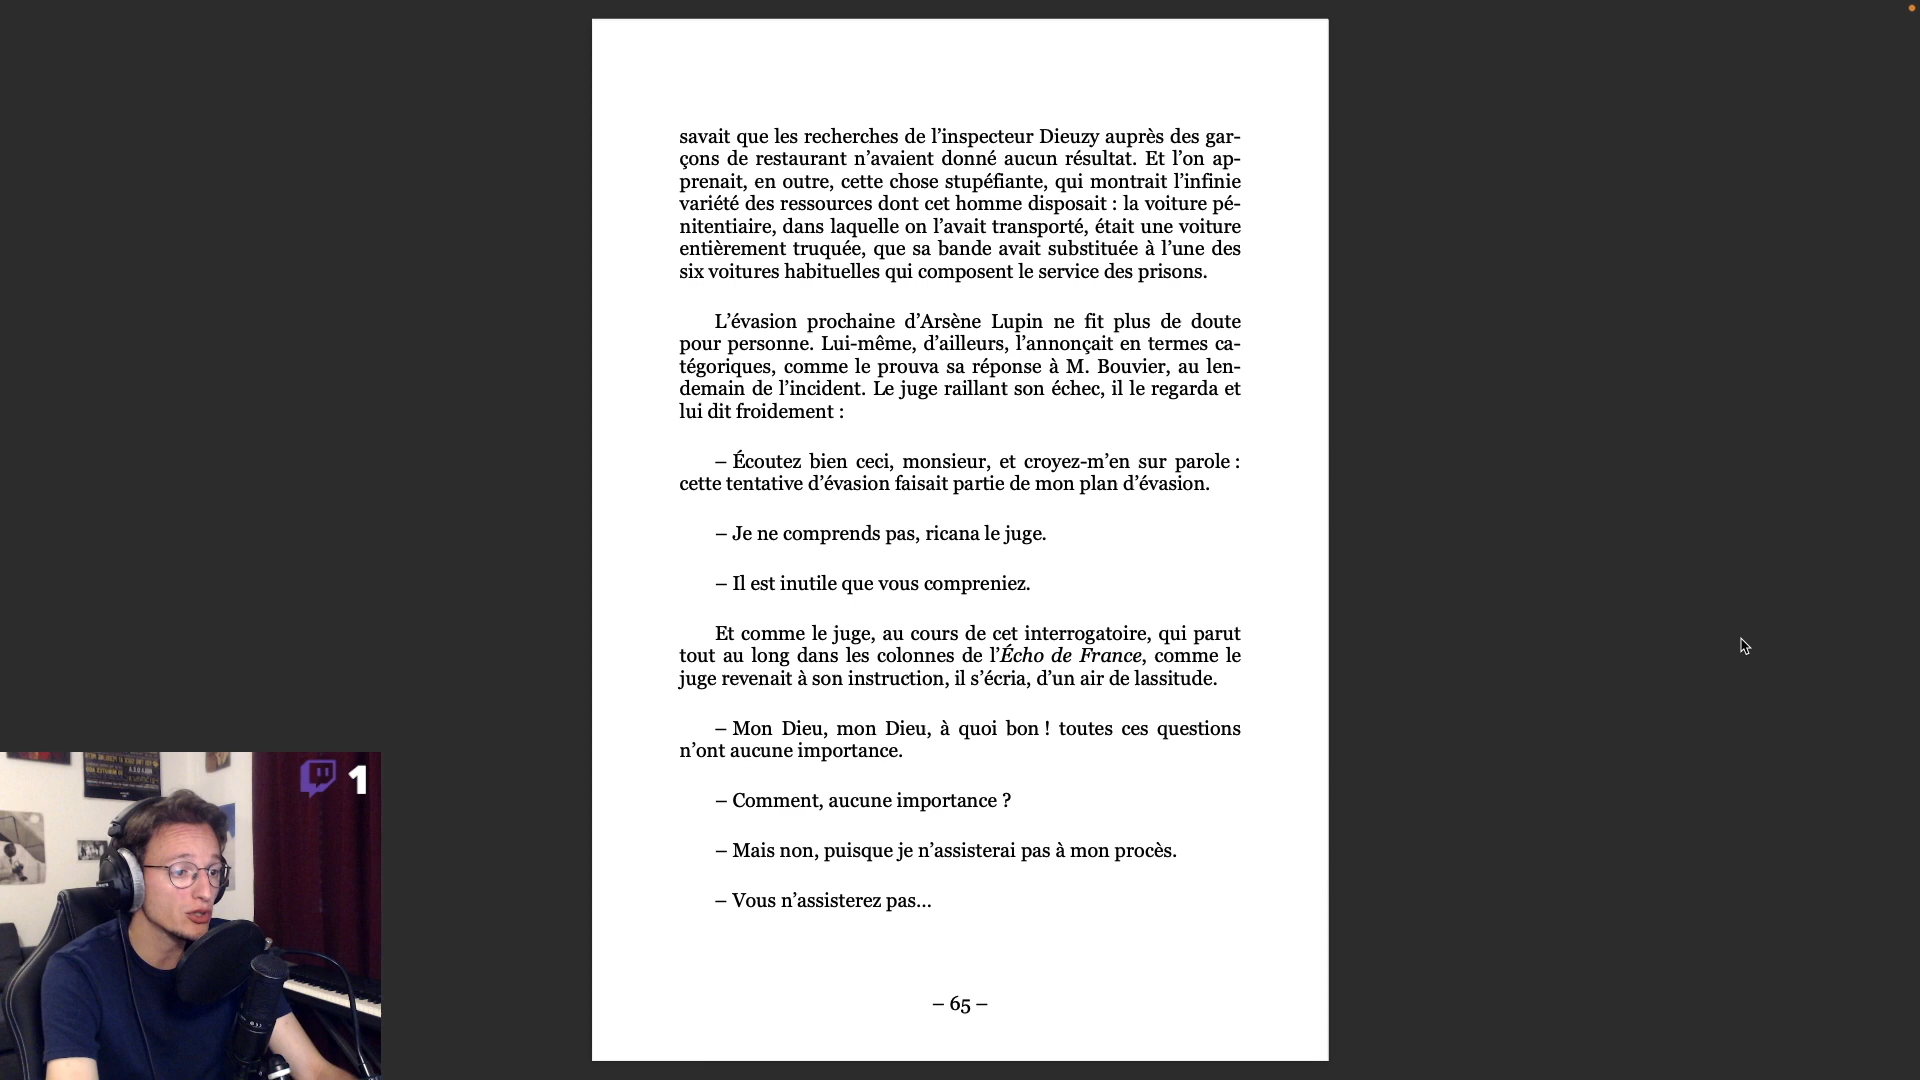 savait que les recherches de l’inspecteur Dieuzy auprès des gar-
çons de restaurant n’avaient donné aucun résultat. Et l’on ap-
prenait, en outre, cette chose stupéfiante, qui montrait l’infinie
variété des ressources dont cet homme disposait : la voiture pé-
nitentiaire, dans laquelle on l’avait transporté, était une voiture
entièrement truquée, que sa bande avait substituée à l’une des
six voitures habituelles qui composent le service des prisons.
L’évasion prochaine d’Arsène Lupin ne fit plus de doute
pour personne. Lui-même, d’ailleurs, l’annonçait en termes ca-
tégoriques, comme le prouva sa réponse à M. Bouvier, au len-
demain de l’incident. Le juge raillant son échec, il le regarda et
lui dit froidement :
– Écoutez bien ceci, monsieur, et croyez-m’en sur parole :
cette tentative d’évasion faisait partie de mon plan d’évasion.
– Je ne comprends pas, ricana le juge.
– Il est inutile que vous compreniez.
Et comme le juge, au cours de cet interrogatoire, qui parut
tout au long dans les colonnes de l’Écho de France, comme le
juge revenait à son instruction, il s’écria, d’un air de lassitude.
– Mon Dieu, mon Dieu, à quoi bon ! toutes ces questions
n’ont aucune importance.
– Comment, aucune importance ?
– Mais non, puisque je n’assisterai pas à mon procès.
– Vous n’assisterez pas…
– 65 –
1